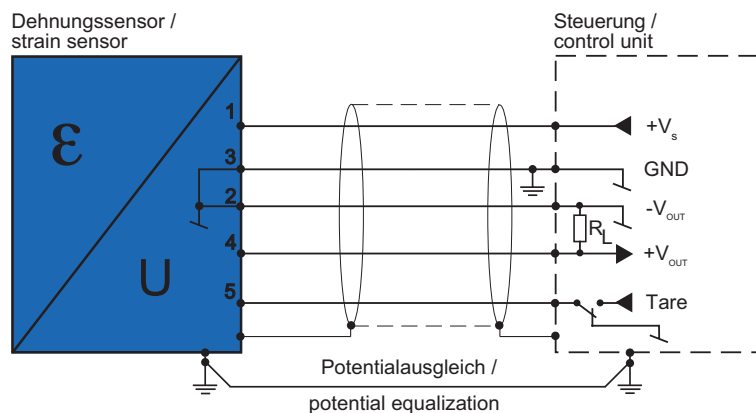 Dehnungssensor /
strain sensor
Steuerung /
control unit
ε
U
1
3
2
4
5
+Vs
GND
-VOUT
RL
+VOUT
Tare
Potentialausgleich /
potential equalization